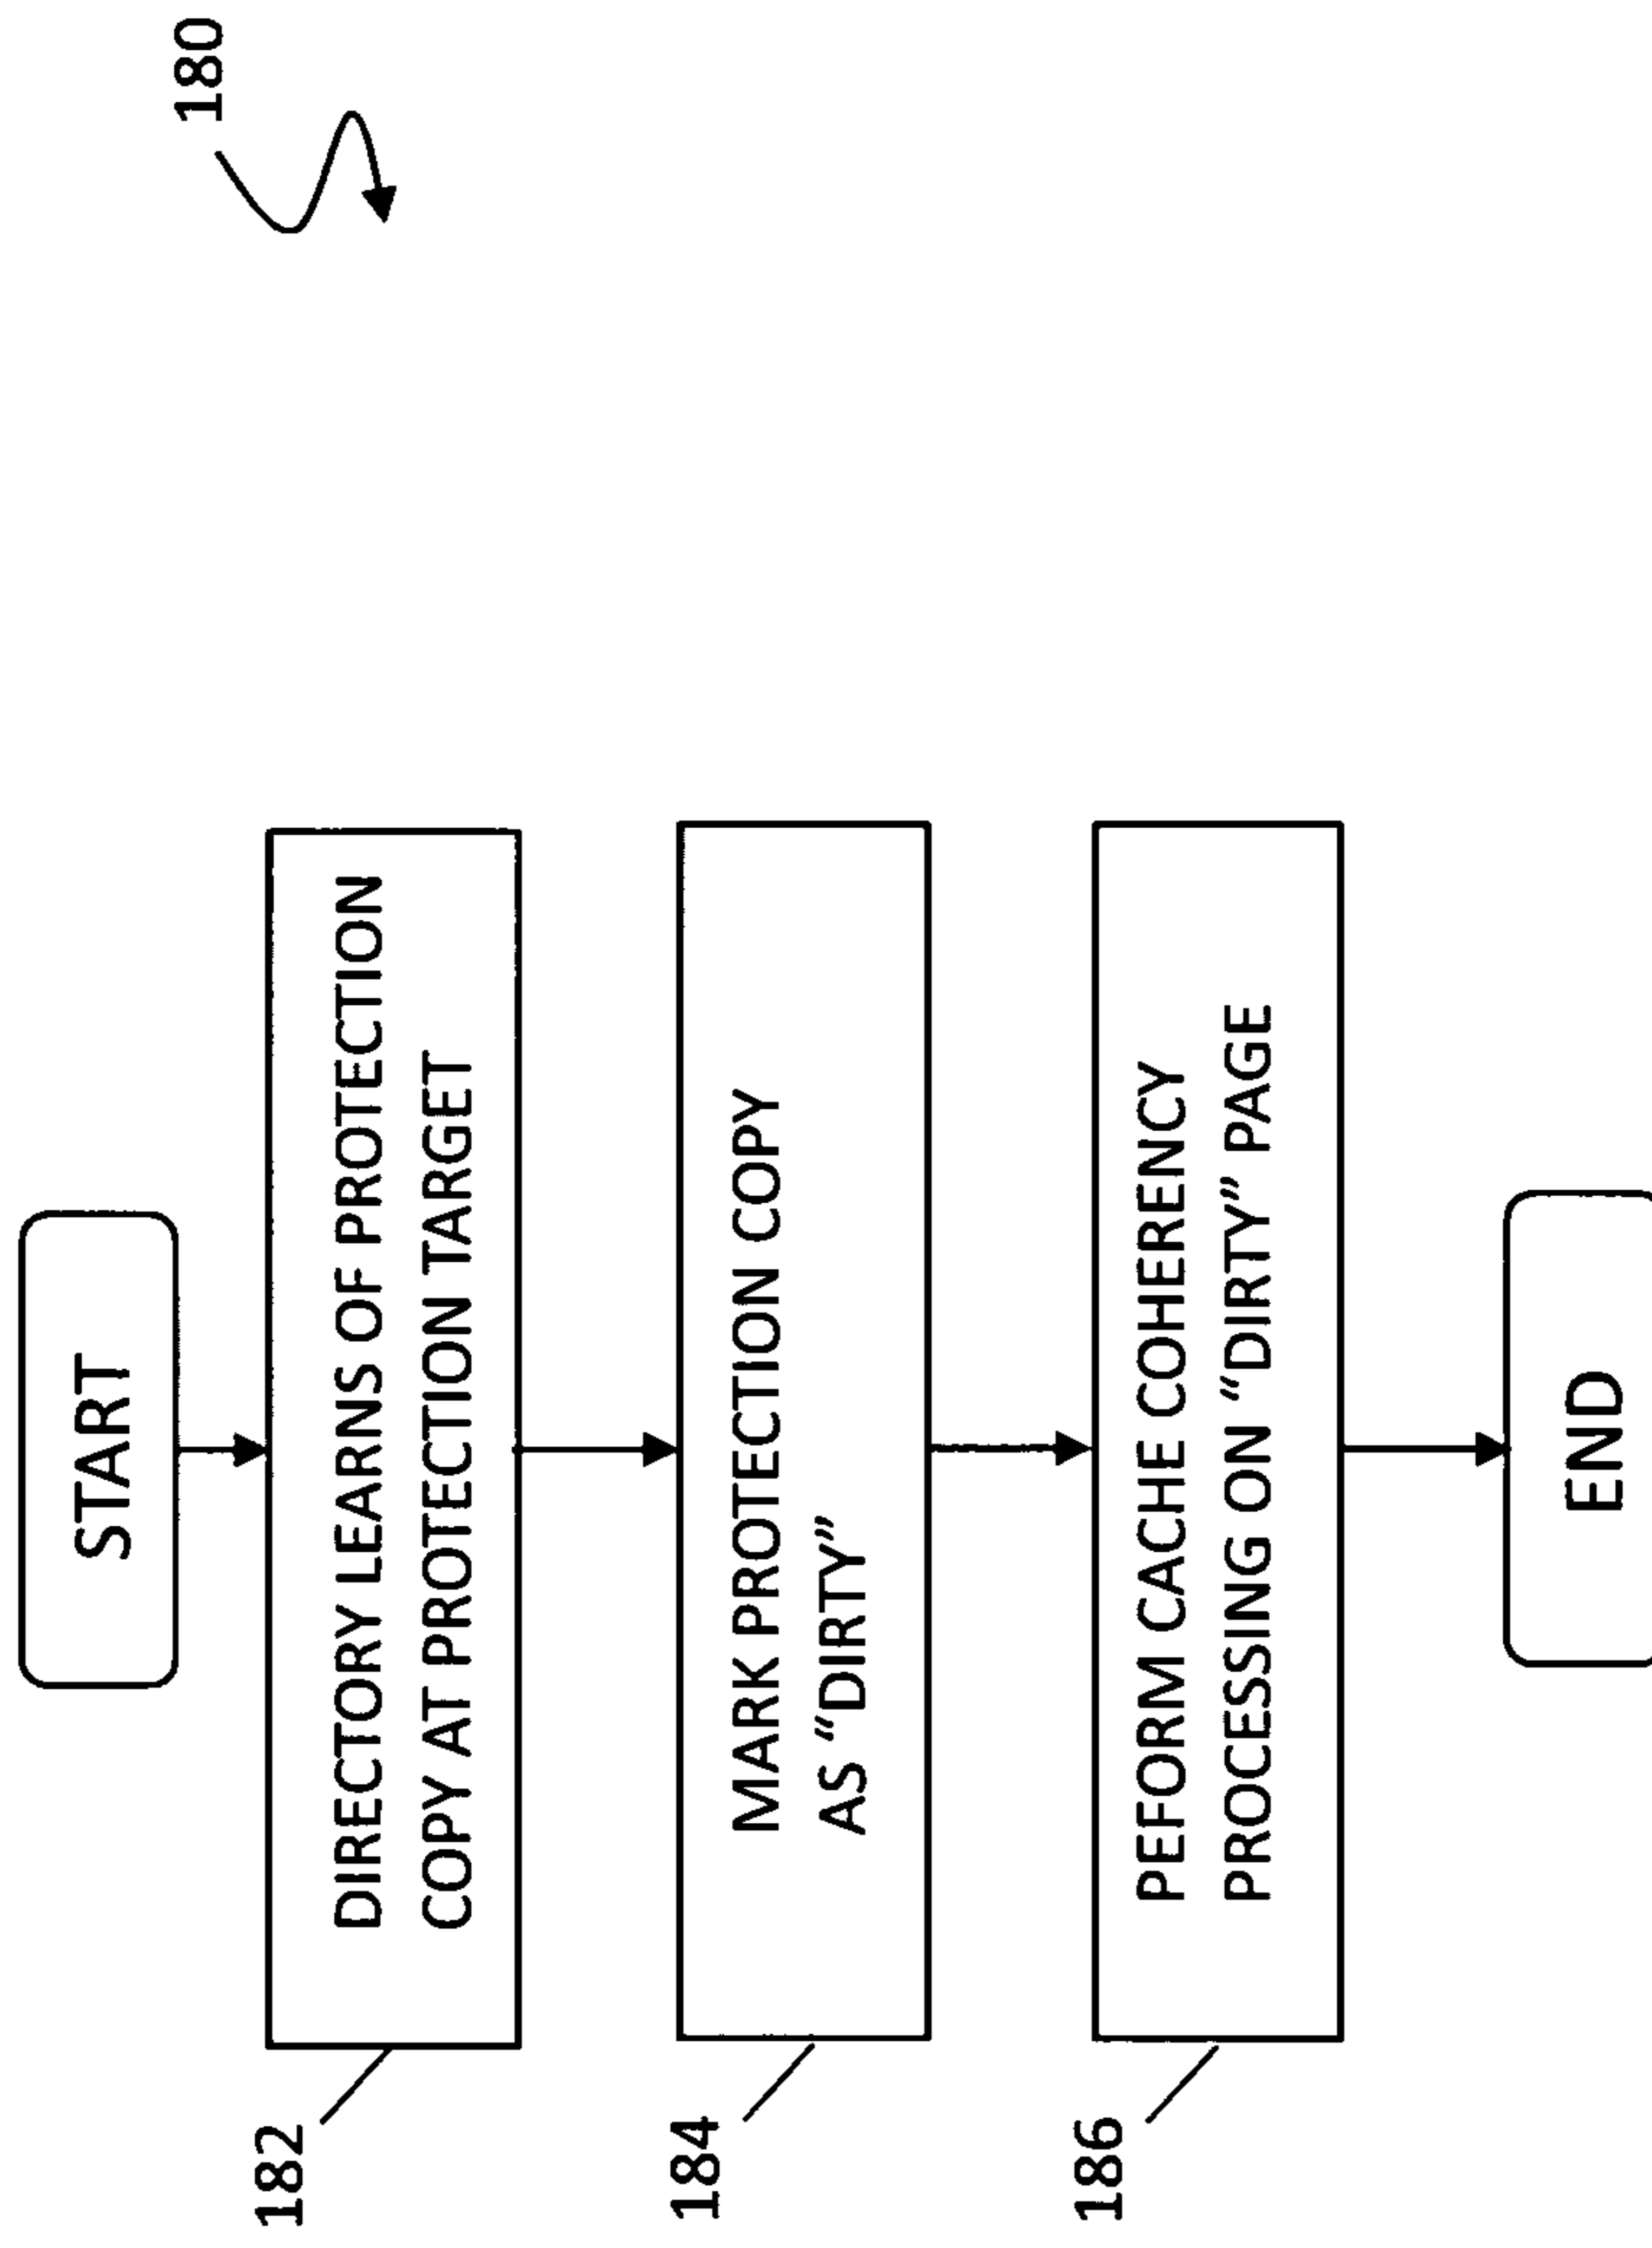 180
START
182
DIRECTORY LEARNS OF PROTECTION
COPY AT PROTECTION TARGET
184
MARK PROTECTION COPY
AS “DIRTY”
186
PEFORM CACHE COHERENCY
PROCESSING ON “DIRTY” PAGE
END